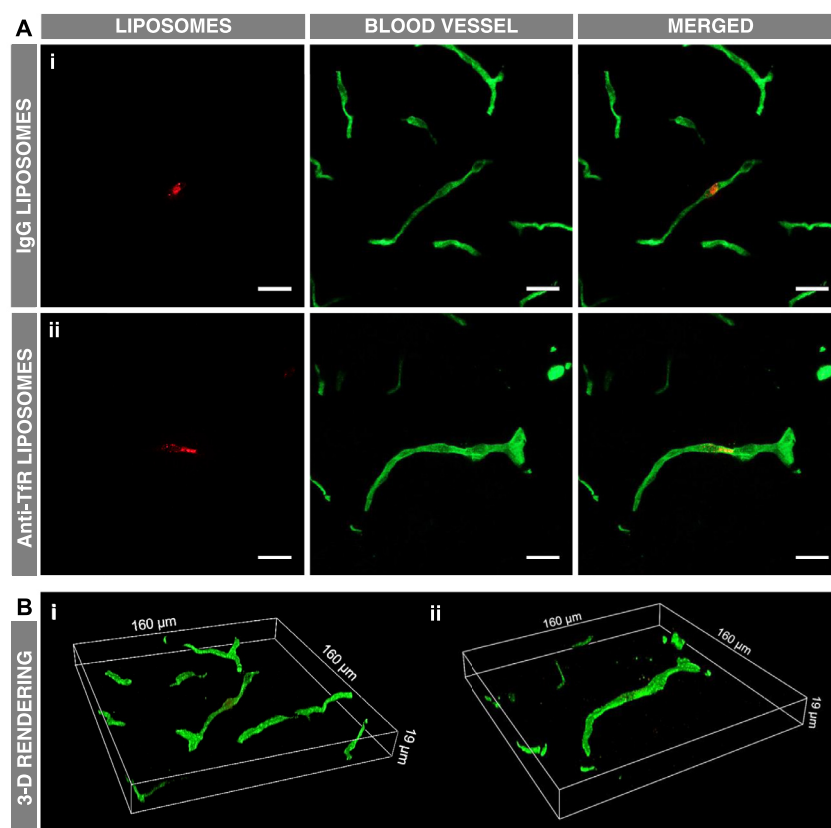 A
LIPOSOMES
BLOOD VESSEL
MERGED
IgG LIPOSOMES
i
Anti-TfR LIPOSOMES
ii
B
3-D RENDERING
i
160 µm
160 µm
19 µm
ii
160 µm
160 µm
19 µm